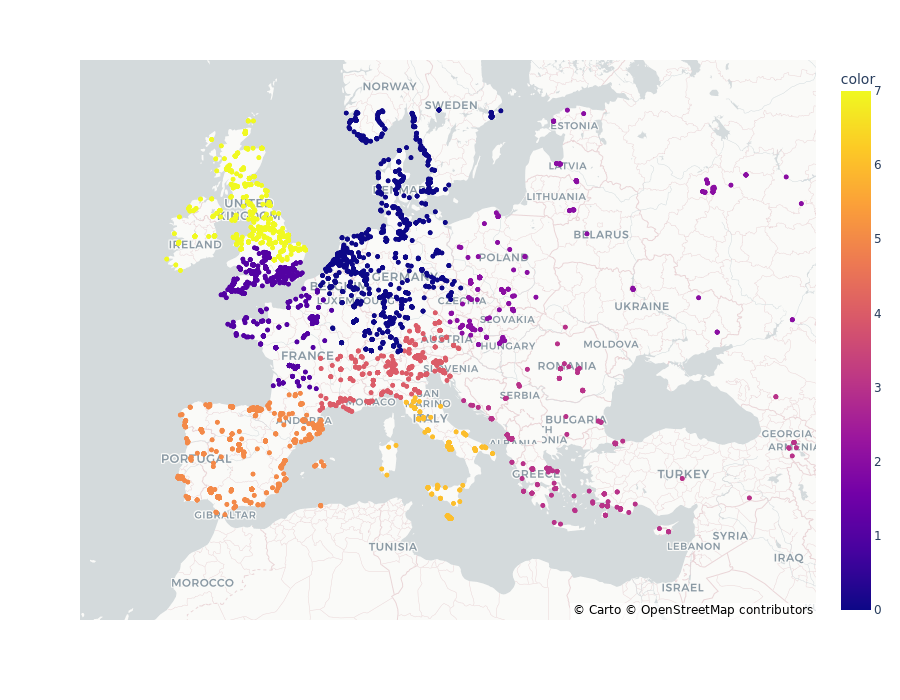 color
7
6
5
4
3
2
1
0
NORWAY
SWEDEN
ESTONIA
LATVIA
DENMARK
LITHUANIA
UNITED
KINGDOM
IRELAND
BELARUS
POLAND
GERMANY
BELGIUM
LUXEMBOURG
CZECHIA
UKRAINE
SLOVAKIA
AUSTRIA
HUNGARY
MOLDOVA
FRANCE
SLOVENIA
ROMANIA
SAN
MARINO
MONACO
SERBIA
ANDORRA
ITALY
BULGARIA
H
ONIA
ALBANIA
GEORGIA
ARMENIA
PORTUGAL
GREECE
TURKEY
GIBRALTAR
SYRIA
TUNISIA
LEBANON
IRAQ
MOROCCO
ISRAEL
© Carto © OpenStreetMap contributors